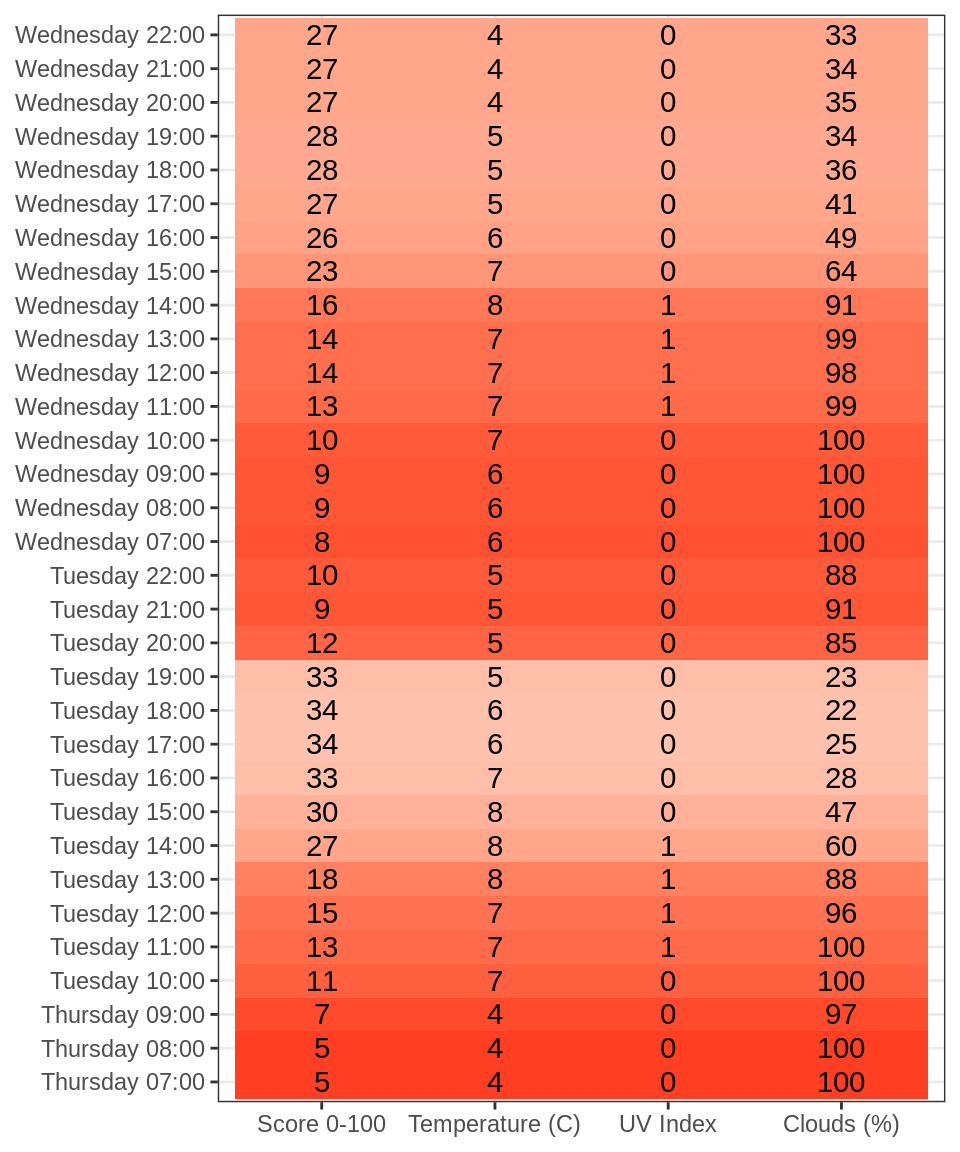 Wednesday 22:00 27 4 0 33
Wednesday 21:00 27 4 0 34
Wednesday 20:00 27 4 0 35
Wednesday 19:00 28 5 0 34
Wednesday 18:00 28 5 0 36
Wednesday 17:00 27 5 0 41
Wednesday 16:00 26 6 0 49
Wednesday 15:00 23 7 0 64
Wednesday 14:00 16 8 1 91
Wednesday 13:00 14 7 1 99
Wednesday 12:00 14 7 1 98
Wednesday 11:00 13 7 1 99
Wednesday 10:00 10 7 0 100
Wednesday 09:00 9 6 0 100
Wednesday 08:00 9 6 0 100
Wednesday 07:00 8 6 0 100
Tuesday 22:00 10 5 0 88
Tuesday 21:00 9 5 0 91
Tuesday 20:00 12 5 0 85
Tuesday 19:00 33 5 0 23
Tuesday 18:00 34 6 0 22
Tuesday 17:00 34 6 0 25
Tuesday 16:00 33 7 0 28
Tuesday 15:00 30 8 0 47
Tuesday 14:00 27 8 1 60
Tuesday 13:00 18 8 1 88
Tuesday 12:00 15 7 1 96
Tuesday 11:00 13 7 1 100
Tuesday 10:00 11 7 0 100
Thursday 09:00 7 4 0 97
Thursday 08:00 5 4 0 100
Thursday 07:00 5 4 0 100
Score 0-100 Temperature (C) UV Index Clouds (%)